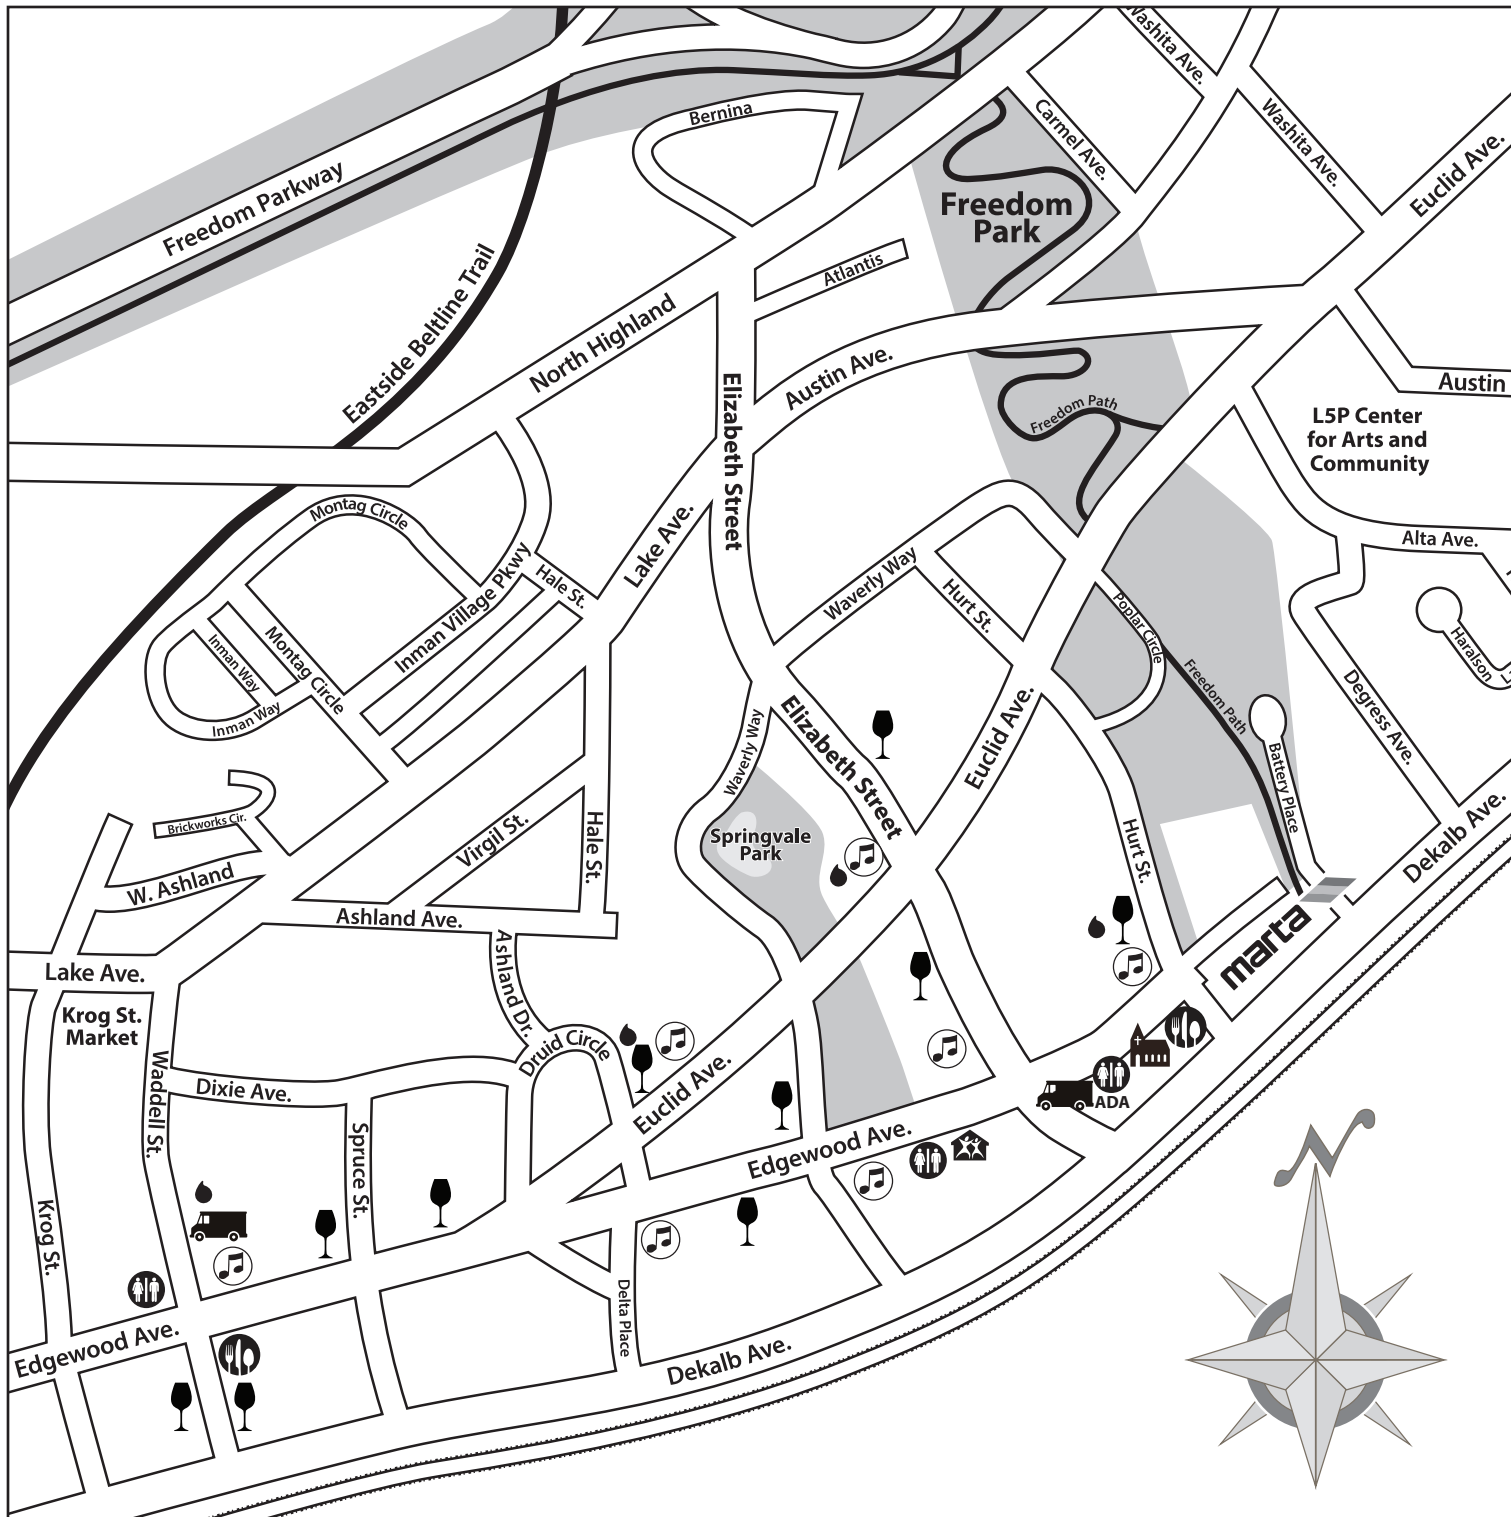 Washita Ave.
Bernina
Carmel Ave.
Washita Ave.
Euclid Ave.
Freedom Parkway
Freedom
Park
Eastside Beltline Trail
Atlantis
North Highland
Austin Ave.
Elizabeth Street
Freedom Path
Austin
L5P Center
for Arts and
Community
Montag Circle
Lake Ave.
Alta Ave.
Inman Village Pkwy
Hale St.
Waverly Way
Hurt St.
Poplar Circle
Haralson
Inman Way
Montag Circle
Inman Way
Freedom Path
Degress Ave.
Elizabeth Street
Euclid Ave.
Waverly Way
Battery Place
Brickworks Cir.
Virgil St.
Hale St.
Springvale
Park
Hurt St.
Dekalb Ave.
W. Ashland
Ashland Ave.
Ashland Dr.
marta
Lake Ave.
Krog St.
Market
Waddell St.
Dixie Ave.
Druid Circle
Euclid Ave.
ADA
Spruce St.
Edgewood Ave.
Krog St.
Delta Place
Edgewood Ave.
Dekalb Ave.
N